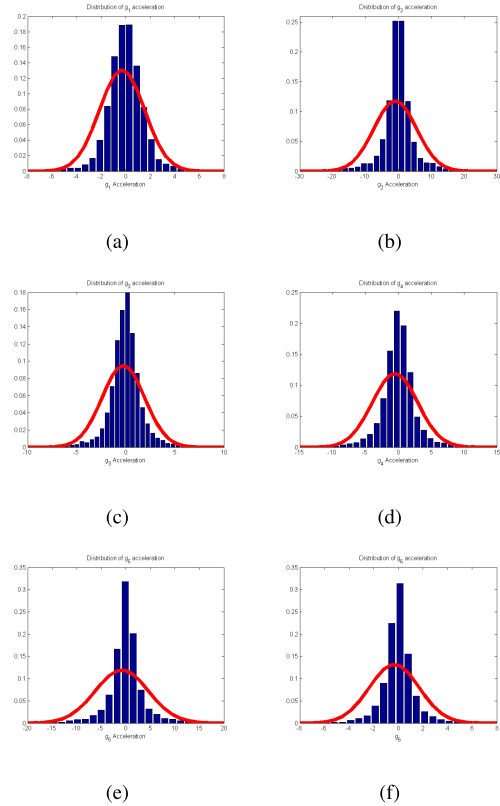 Distribution of g1 acceleration
0.2
0.18
0.16
0.14
0.12
0.1
0.08
0.06
0.04
0.02
0
-8 -6 -4 -2 0 2 4 6 8
g1 Acceleration
(a)
Distribution of g2 acceleration
0.25
0.2
0.15
0.1
0.05
0
-30 -20 -10 0 10 20 30
g2 Acceleration
(b)
Distribution of g3 acceleration
0.18
0.16
0.14
0.12
0.1
0.08
0.06
0.04
0.02
0
-10 -5 0 5 10
g3 Acceleration
(c)
Distribution of g4 acceleration
0.25
0.2
0.15
0.1
0.05
0
-15 -10 -5 0 5 10 15
g4 Acceleration
(d)
Distribution of g5 acceleration
0.35
0.3
0.25
0.2
0.15
0.1
0.05
0
-20 -15 -10 -5 0 5 10 15 20
g5 Acceleration
(e)
Distribution of g6 acceleration
0.35
0.3
0.25
0.2
0.15
0.1
0.05
0
-8 -6 -4 -2 0 2 4 6 8
g6
(f)